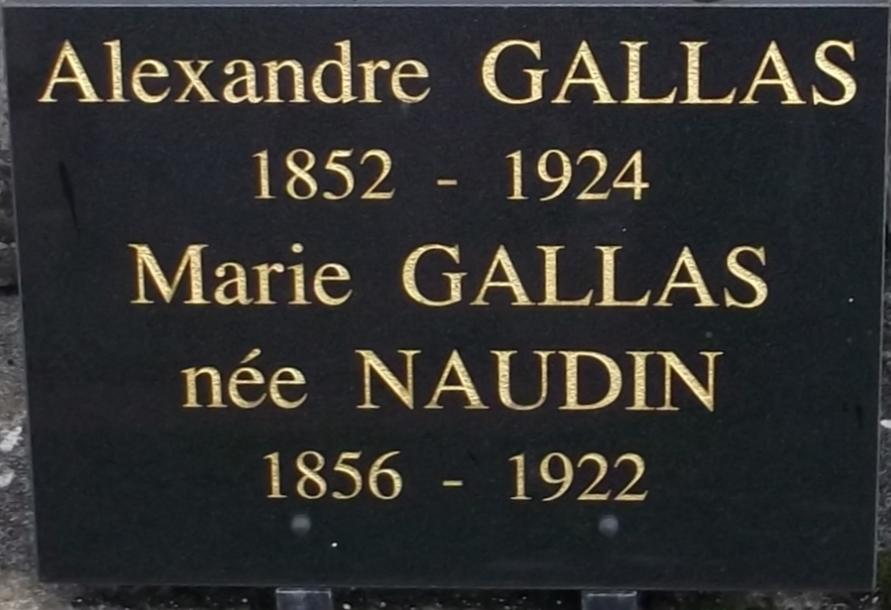 Alexandre GALLAS
1852 - 1924
Marie GALLAS
née NAUDIN
1856 - 1922